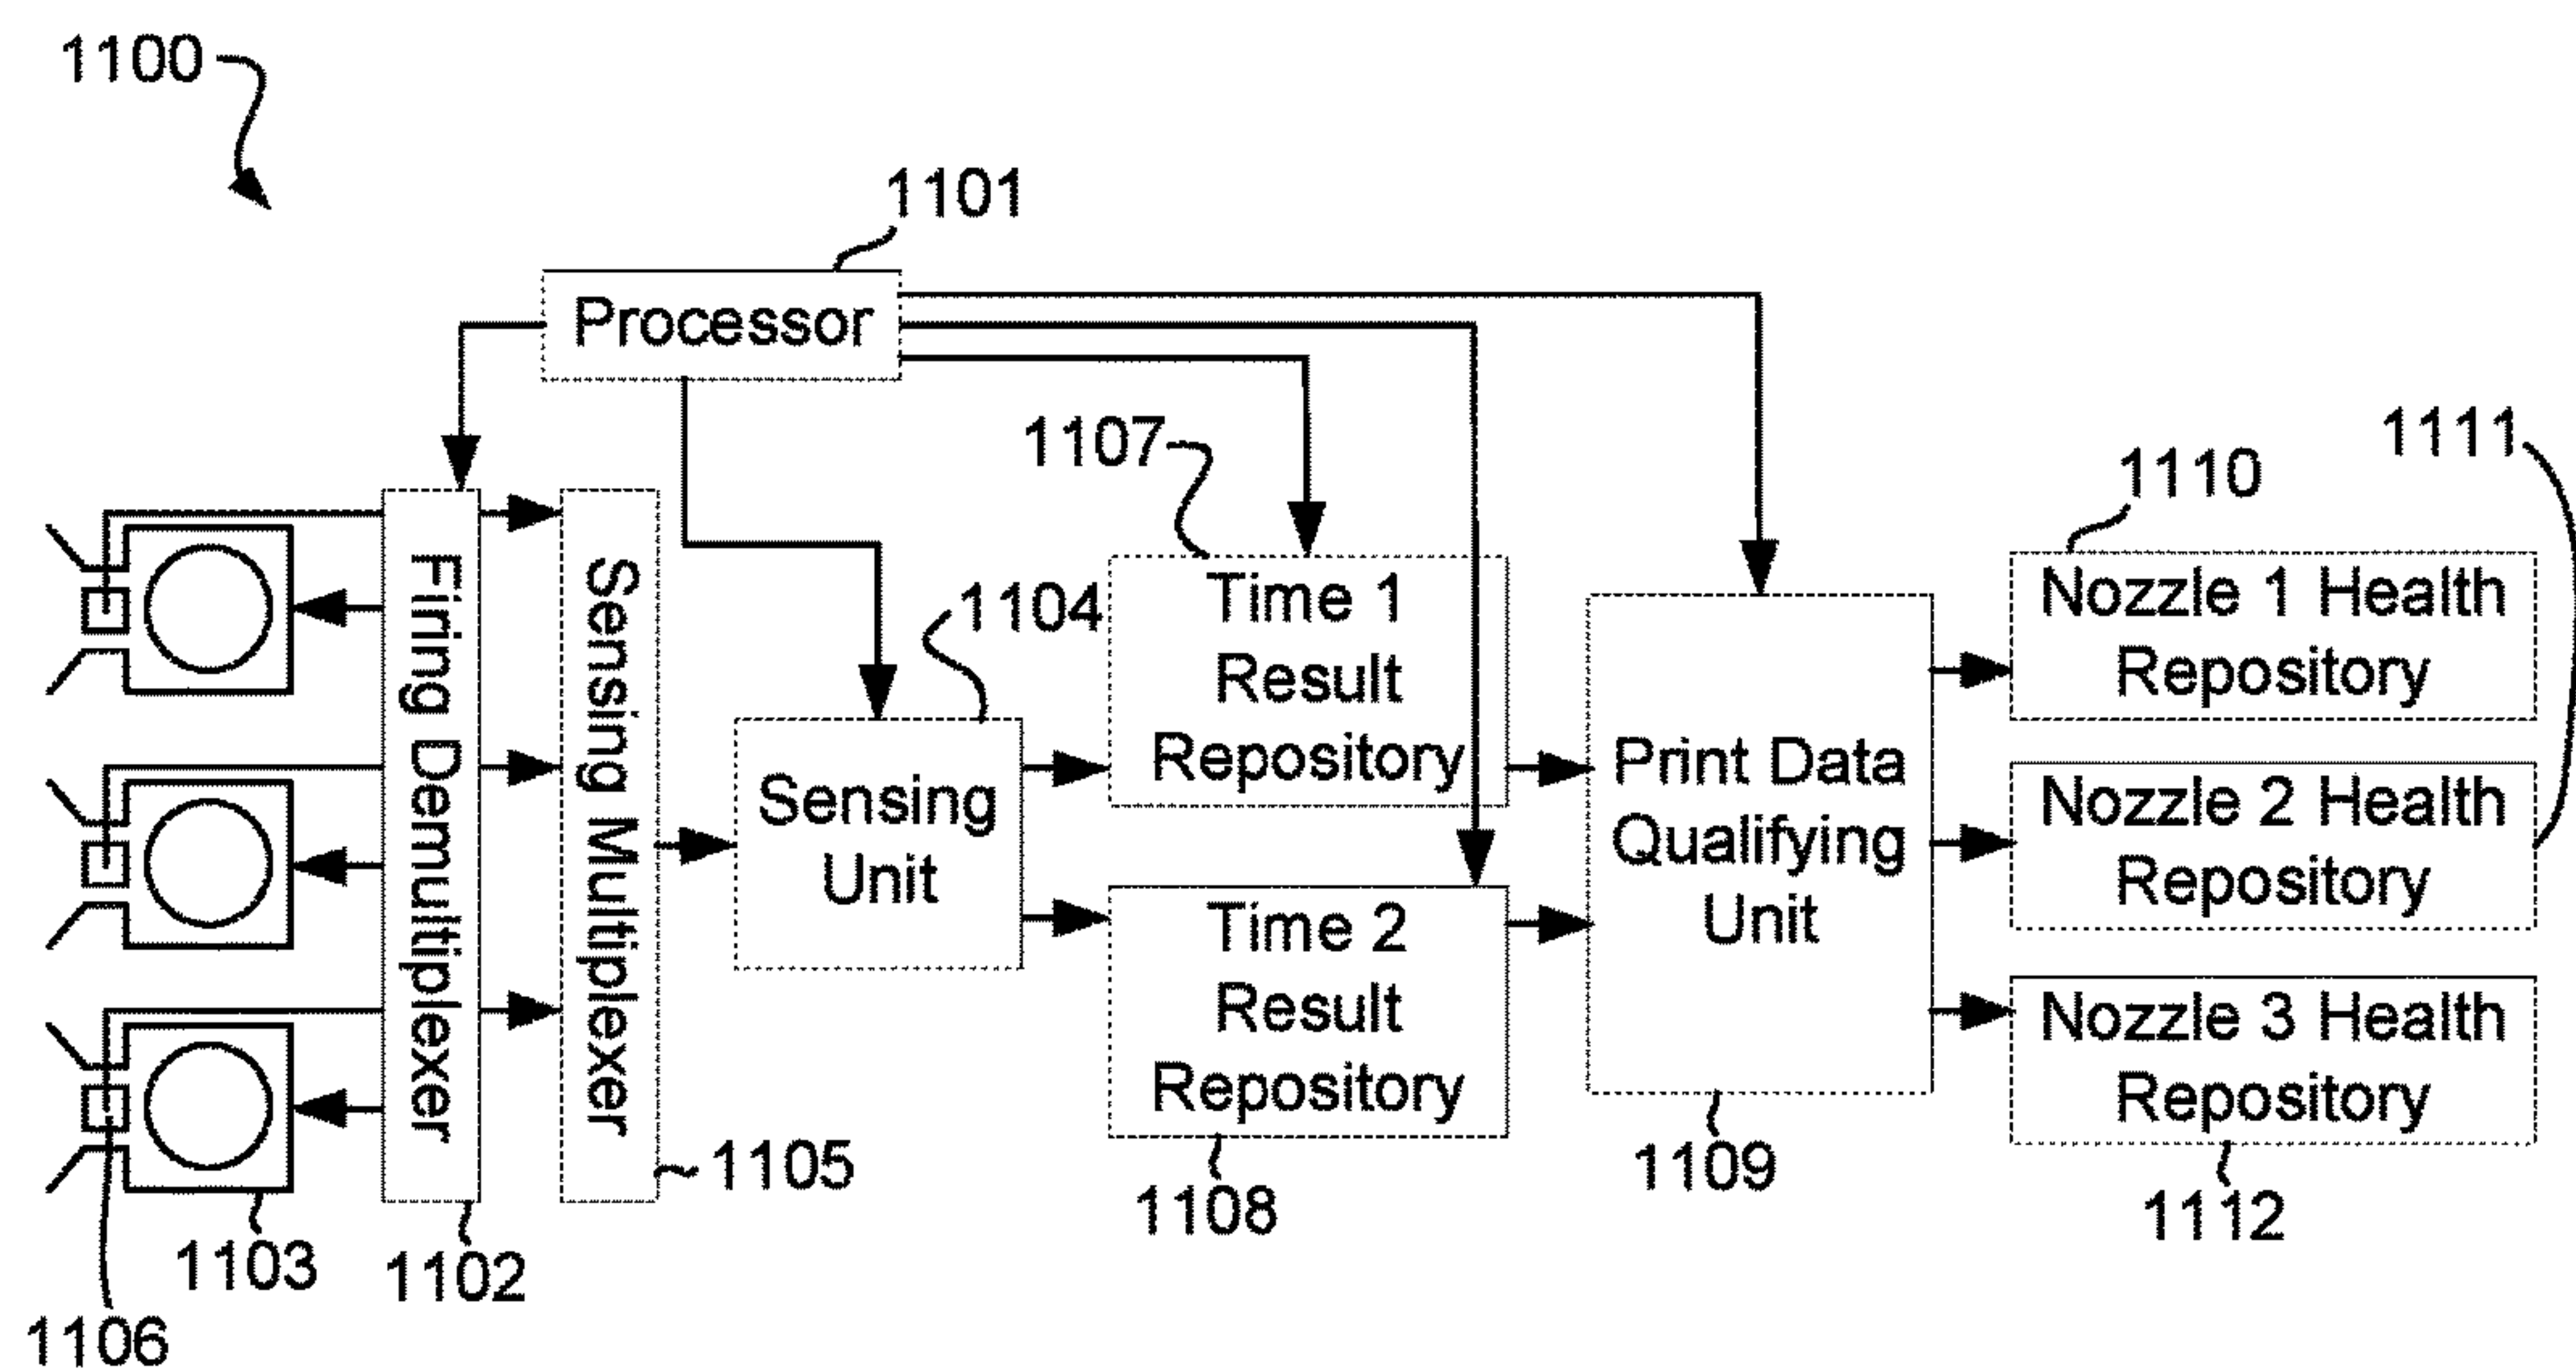 1100
1101
Processor
1107
1111
1110
Firing Demultiplexer
Sensing Multiplexer
1104
Time 1
Result
Repository
Nozzle 1 Health
Repository
Sensing
Unit
Print Data
Qualifying
Unit
Nozzle 2 Health
Repository
Time 2
Result
Repository
Nozzle 3 Health
Repository
1105
1108
1109
1112
1103
1102
1106